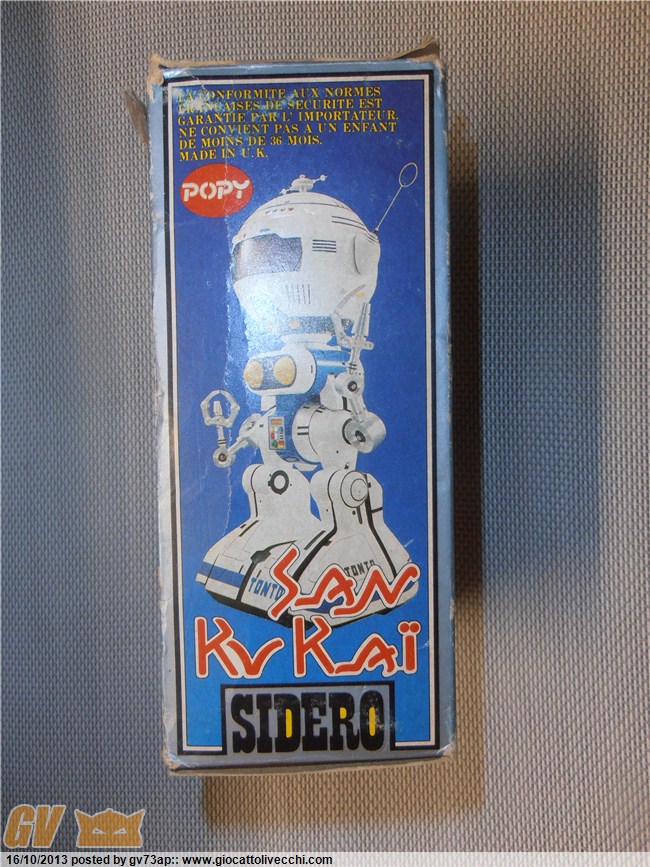 LA CONFORMITE AUX NORMES
FRANCAISES DE SECURITE EST
GARANTIE PAR L' IMPORTATEUR.
NE CONVIENT PAS A UN ENFANT
DE MOINS DE 36 MOIS.
MADE IN U.K.
POPY
TONTO
TONTO
SAN
KU KAÏ
SIDERO
GV
16/10/2013 posted by gv73ap:: www.giocattolivecchi.com